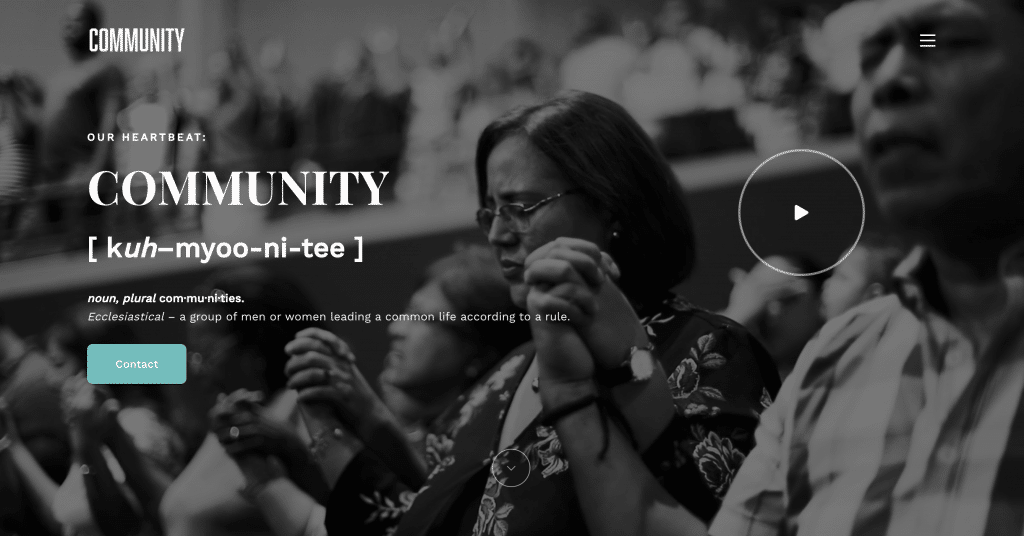 COMMUNITY
OUR HEARTBEAT:
COMMUNITY
[ kuh–myoo-ni-tee ]
noun, plural com·mu·ni·ties.
Ecclesiastical – a group of men or women leading a common life according to a rule.
Contact